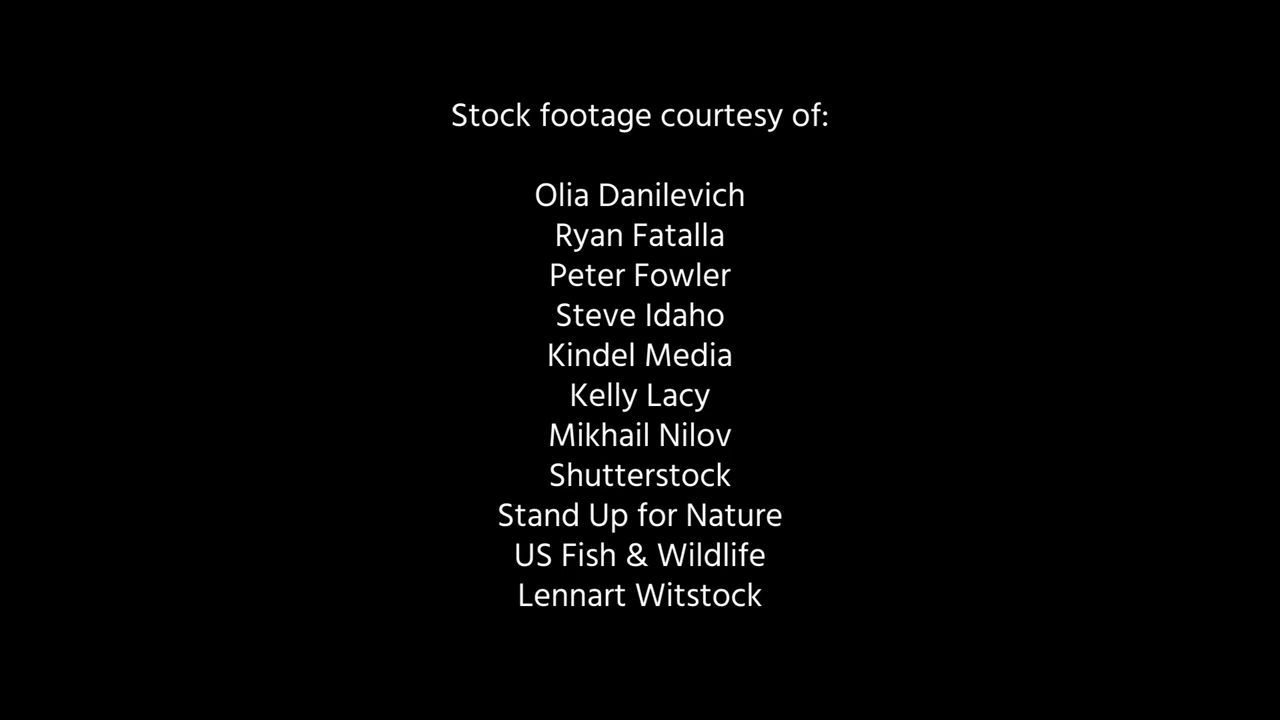 Stock footage courtesy of:
Olia Danilevich
Ryan Fatalla
Peter Fowler
Steve Idaho
Kindel Media
Kelly Lacy
Mikhail Nilov
Shutterstock
Stand Up for Nature
US Fish & Wildlife
Lennart Witstock